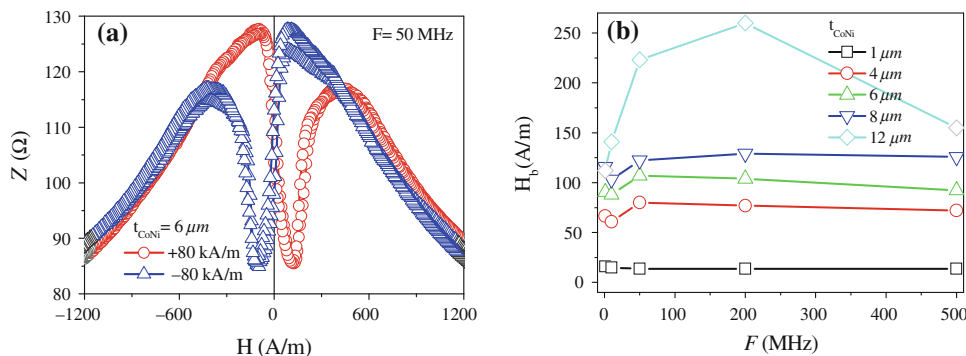 (a)
F= 50 MHz
Z (Ω)
130
120
110
100
90
80
t_CoNi = 6 µm
+80 kA/m
−80 kA/m
−1200 −600 0 600 1200
H (A/m)
(b)
t_CoNi
1 µm
4 µm
6 µm
8 µm
12 µm
H_b (A/m)
250
200
150
100
50
0
0 100 200 300 400 500
F (MHz)